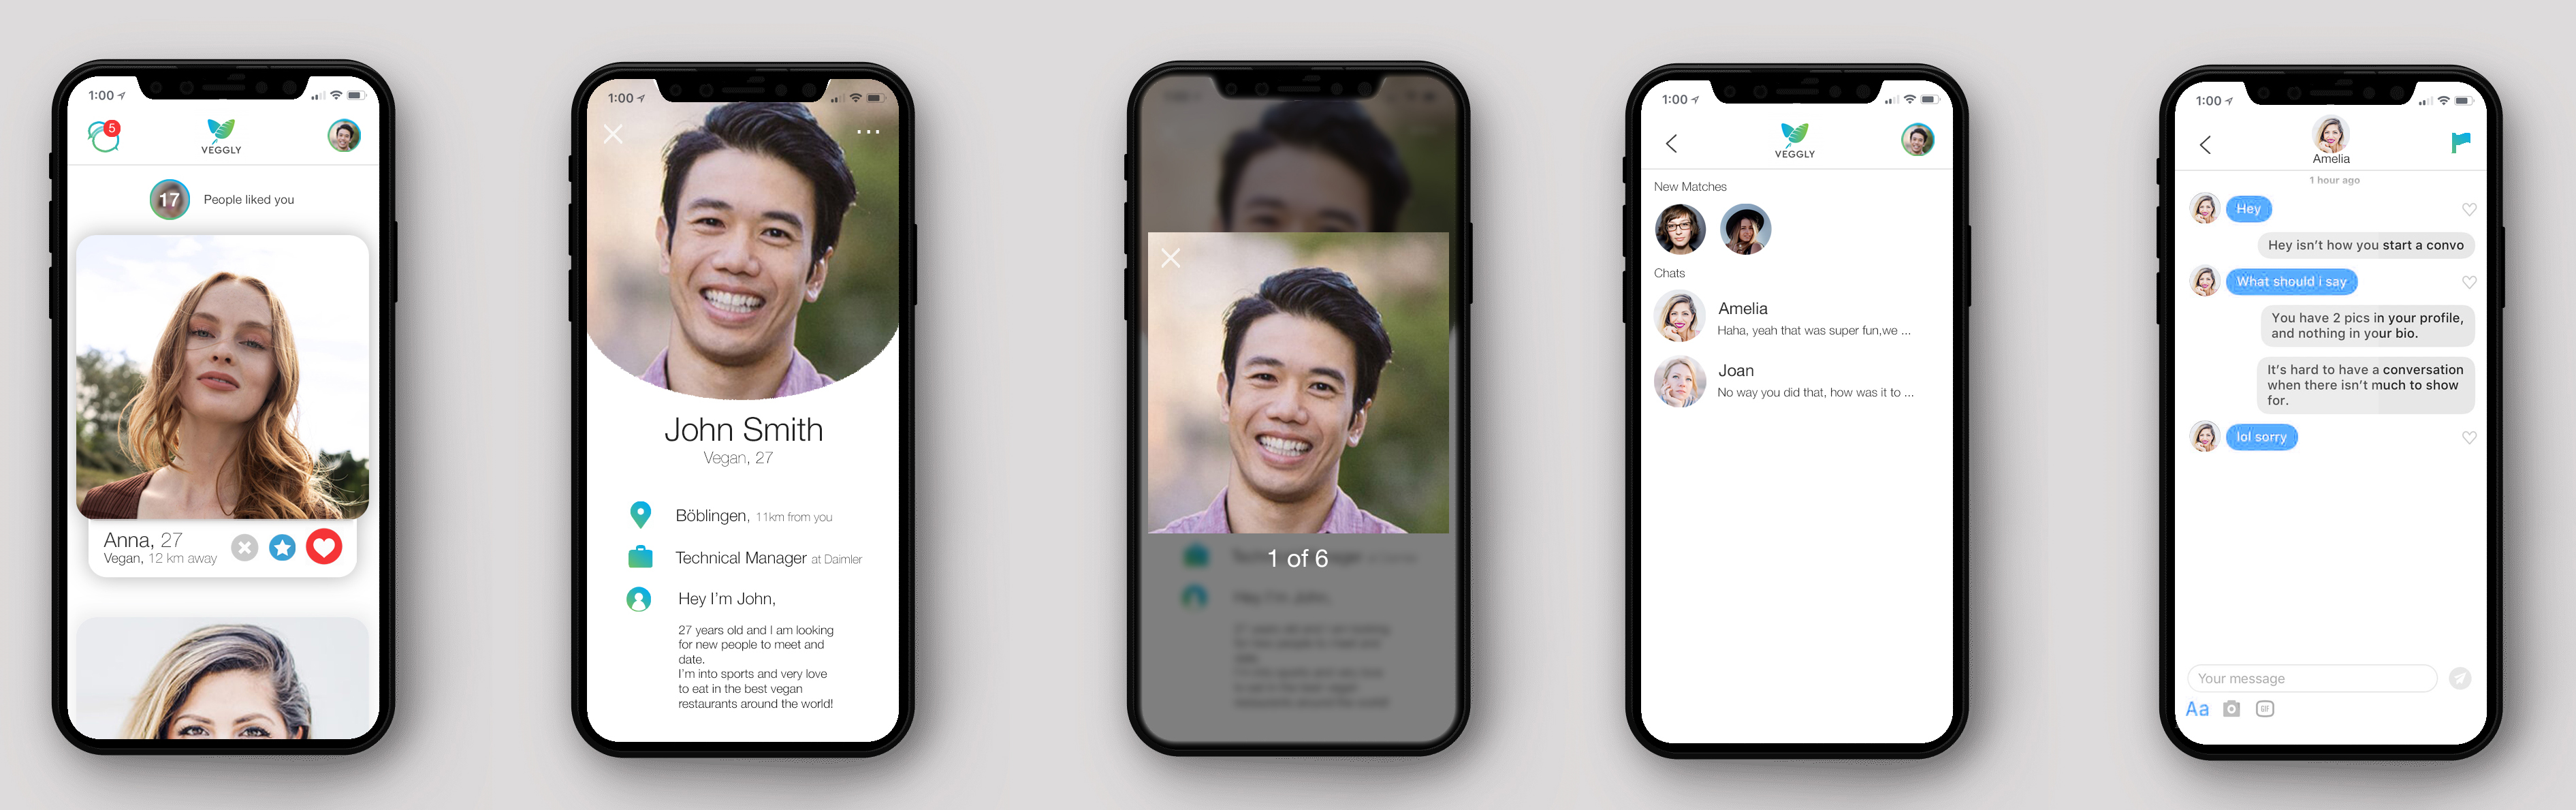 1:00
5
VEGGLY
17
People liked you
Anna, 27
Vegan, 12 km away
1:00
John Smith
Vegan, 27
Böblingen, 11km from you
Technical Manager at Daimler
Hey I'm John,
27 years old and I am looking
for new people to meet and
date.
I'm into sports and very love
to eat in the best vegan
restaurants around the world!
1 of 6
1:00
VEGGLY
New Matches
Chats
Amelia
Haha, yeah that was super fun,we ...
Joan
No way you did that, how was it to ...
1:00
Amelia
1 hour ago
Hey
Hey isn't how you start a convo
What should i say
You have 2 pics in your profile,
and nothing in your bio.
It's hard to have a conversation
when there isn't much to show
for.
lol sorry
Your message
Aa
GIF